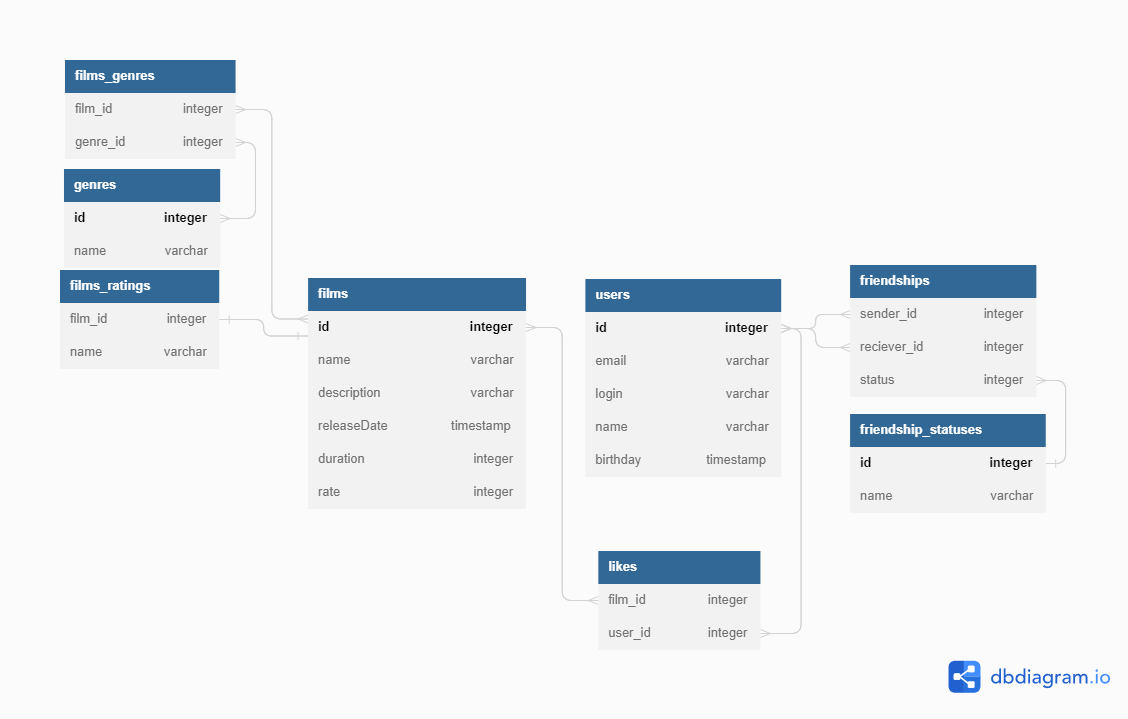 films_genres
film_id integer
genre_id integer
genres
id integer
name varchar
films_ratings
film_id integer
name varchar
films
id integer
name varchar
description varchar
releaseDate timestamp
duration integer
rate integer
users
id integer
email varchar
login varchar
name varchar
birthday timestamp
friendships
sender_id integer
reciever_id integer
status integer
friendship_statuses
id integer
name varchar
likes
film_id integer
user_id integer
dbdiagram.io